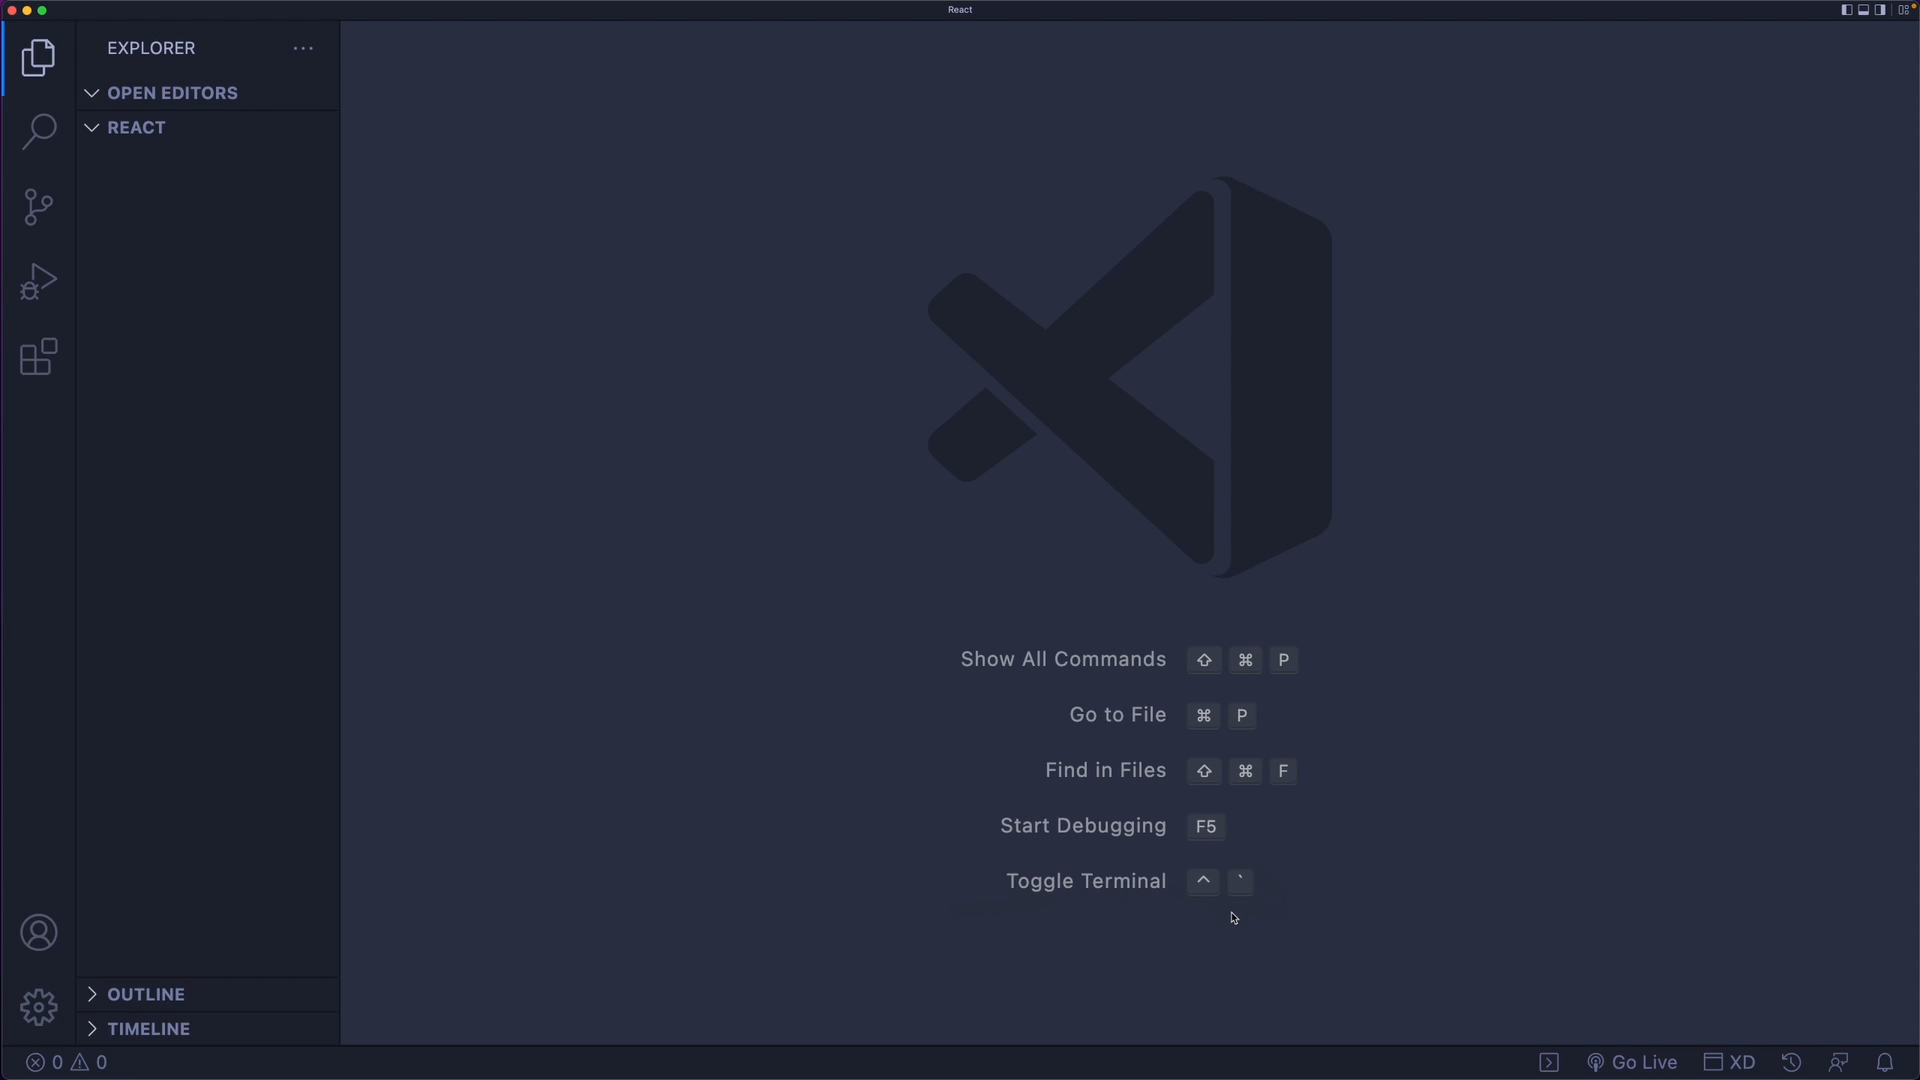 React
EXPLORER
OPEN EDITORS
REACT
Show All Commands ⇧ ⌘ P
Go to File ⌘ P
Find in Files ⇧ ⌘ F
Start Debugging F5
Toggle Terminal ^ `
OUTLINE
TIMELINE
0 0 Go Live XD